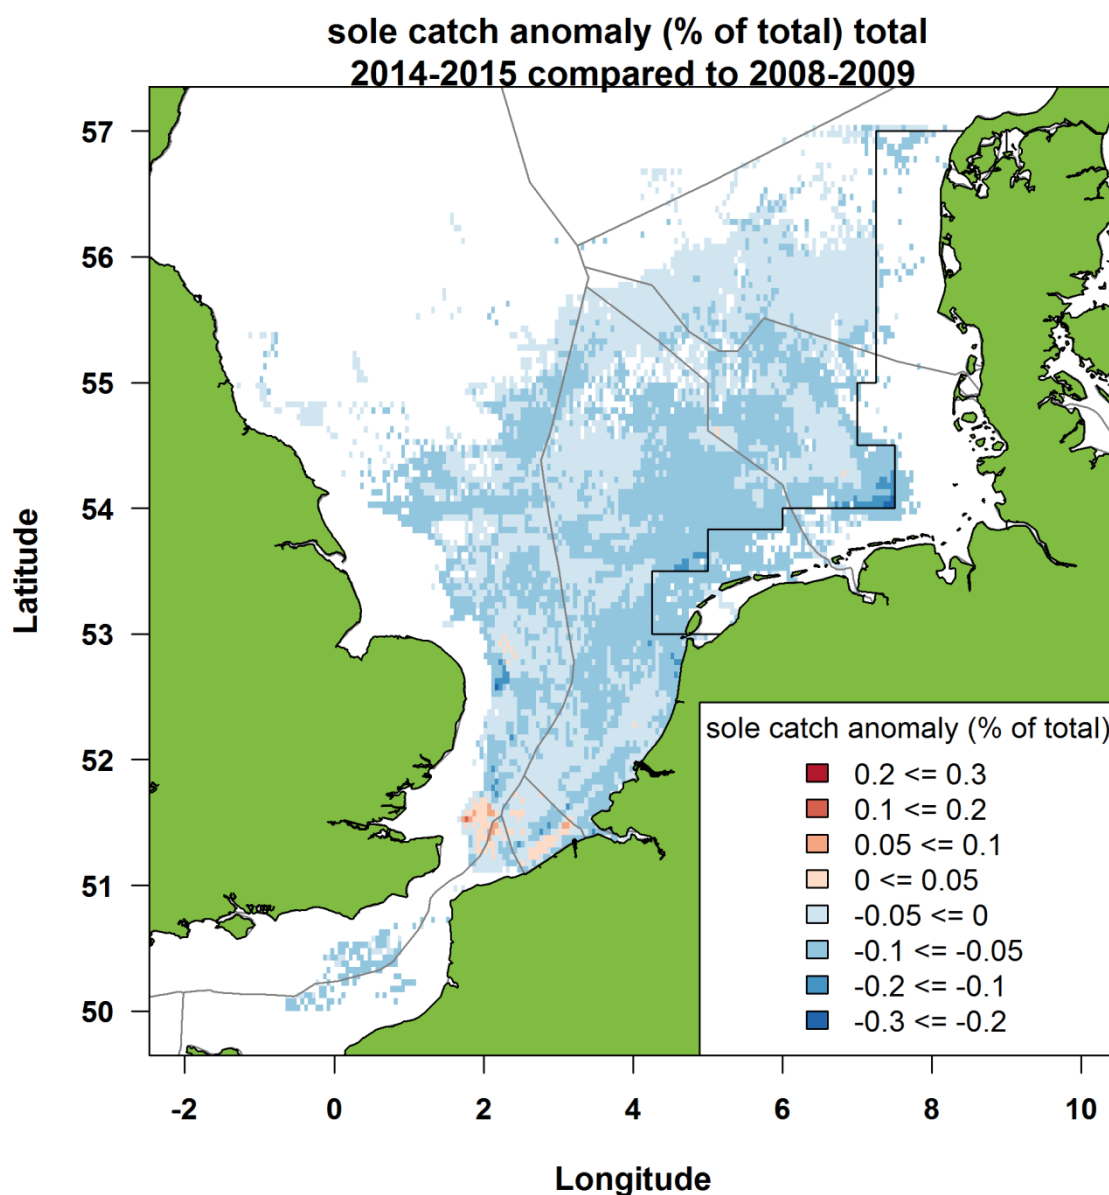 sole catch anomaly (% of total) total
2014-2015 compared to 2008-2009
57
56
55
54
53
52
51
50
Latitude
sole catch anomaly (% of total)
0.2 <= 0.3
0.1 <= 0.2
0.05 <= 0.1
0 <= 0.05
-0.05 <= 0
-0.1 <= -0.05
-0.2 <= -0.1
-0.3 <= -0.2
-2 0 2 4 6 8 10
Longitude